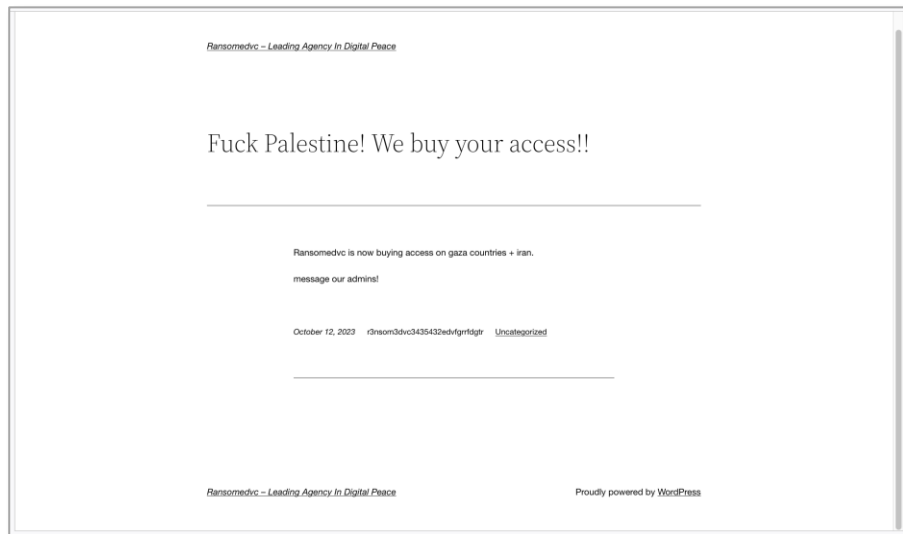 Ransomedvc – Leading Agency In Digital Peace
Fuck Palestine! We buy your access!!
Ransomedvc is now buying access on gaza countries + iran.
message our admins!
October 12, 2023 r3nsom3dvc3435432edvfgrrfdgtr Uncategorized
Ransomedvc – Leading Agency In Digital Peace Proudly powered by WordPress